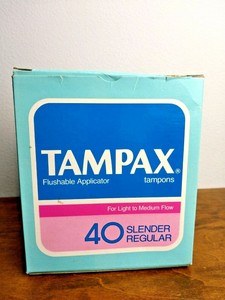 TAMPAX®
Flushable Applicator tampons
For Light to Medium Flow
40 SLENDER
REGULAR